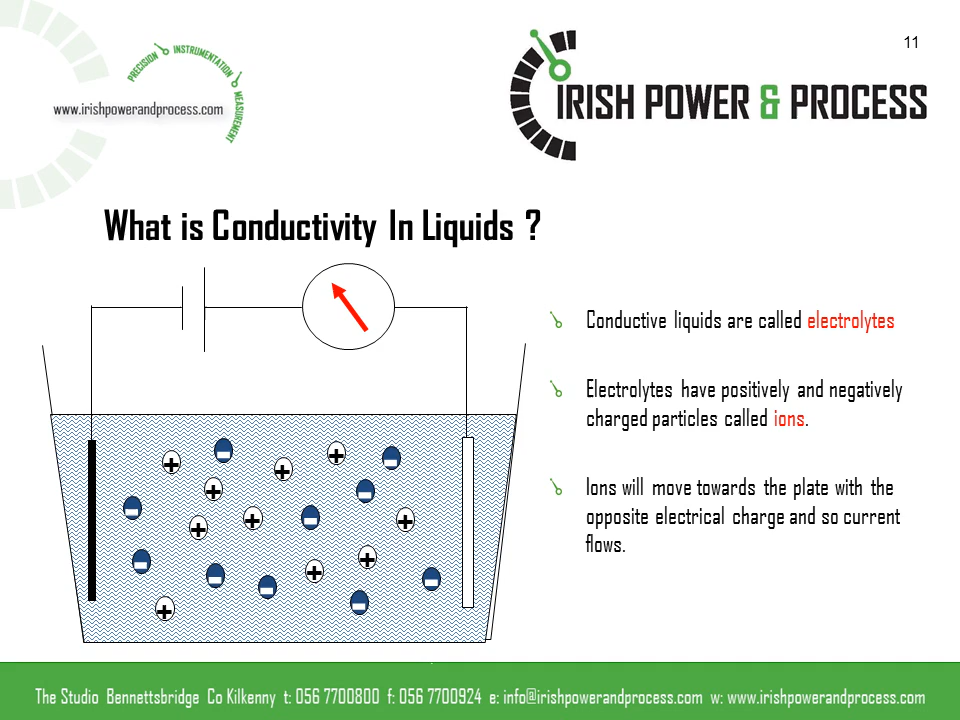 11
PRECISION INSTRUMENTATION MEASUREMENT
www.irishpowerandprocess.com
IRISH POWER & PROCESS
What is Conductivity In Liquids ?
Conductive liquids are called electrolytes
Electrolytes have positively and negatively
charged particles called ions.
Ions will move towards the plate with the
opposite electrical charge and so current
flows.
The Studio Bennettsbridge Co Kilkenny t: 056 7700800 f: 056 7700924 e: info@irishpowerandprocess.com w: www.irishpowerandprocess.com